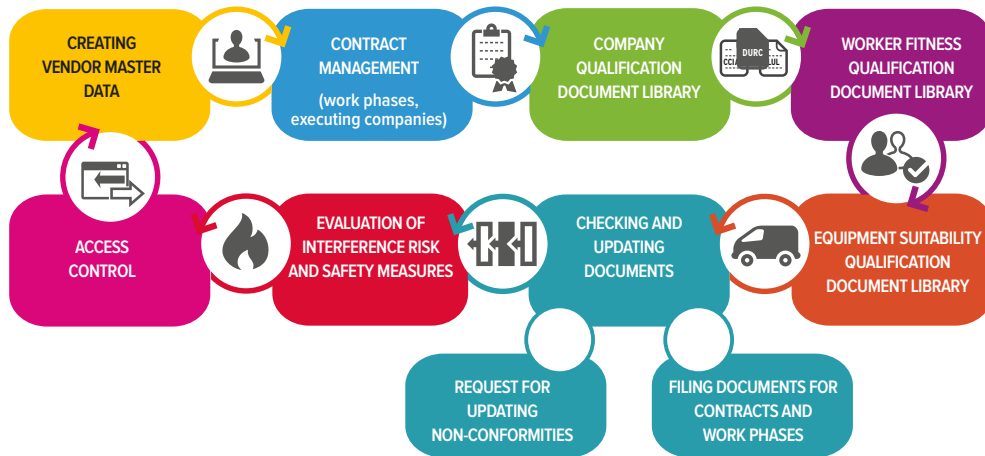 CREATING
VENDOR MASTER
DATA
CONTRACT
MANAGEMENT
(work phases,
executing companies)
COMPANY
QUALIFICATION
DOCUMENT LIBRARY
DURC
WORKER FITNESS
QUALIFICATION
DOCUMENT LIBRARY
ACCESS
CONTROL
EVALUATION OF
INTERFERENCE RISK
AND SAFETY MEASURES
CHECKING AND
UPDATING
DOCUMENTS
EQUIPMENT SUITABILITY
QUALIFICATION
DOCUMENT LIBRARY
REQUEST FOR
UPDATING
NON-CONFORMITIES
FILING DOCUMENTS FOR
CONTRACTS AND
WORK PHASES